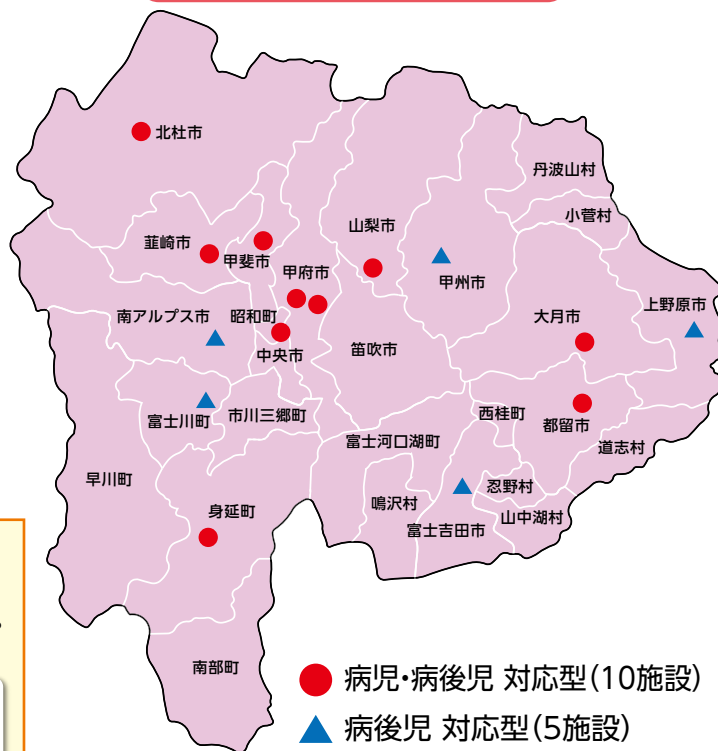 北杜市
丹波山村
小菅村
山梨市
韮崎市
甲斐市
甲府市
甲州市
上野原市
南アルプス市
昭和町
大月市
中央市
笛吹市
富士川町
市川三郷町
西桂町
都留市
富士河口湖町
道志村
早川町
鳴沢村
忍野村
身延町
富士吉田市
山中湖村
南部町
病児・病後児 対応型(10施設)
病後児 対応型(5施設)